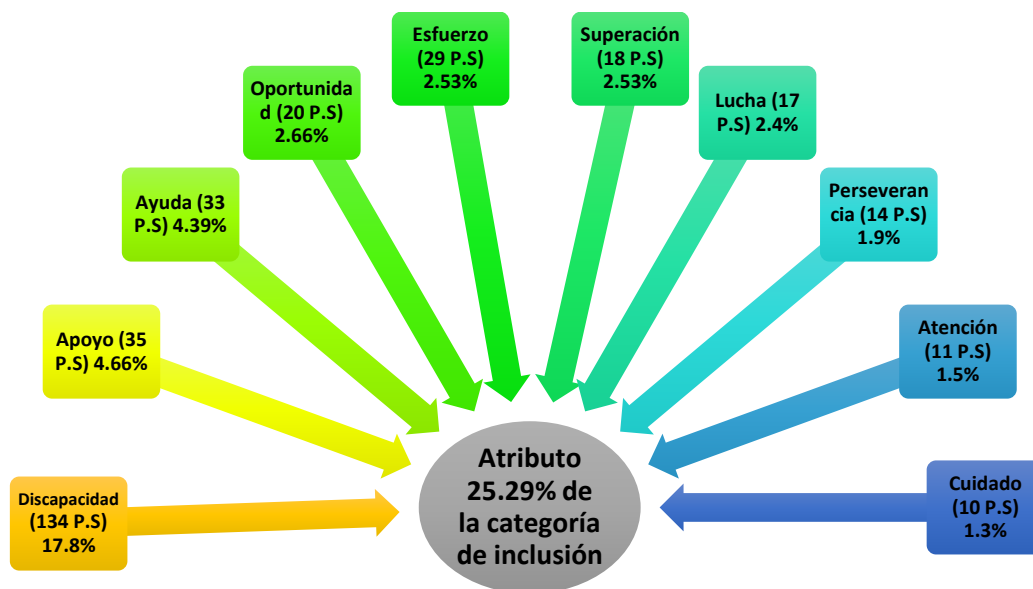 Discapacidad
(134 P.S)
17.8%
Apoyo (35
P.S) 4.66%
Ayuda (33
P.S) 4.39%
Oportunida
d (20 P.S)
2.66%
Esfuerzo
(29 P.S)
2.53%
Superación
(18 P.S)
2.53%
Lucha (17
P.S) 2.4%
Perseveran
cia (14 P.S)
1.9%
Atención
(11 P.S)
1.5%
Cuidado
(10 P.S)
1.3%
Atributo
25.29% de
la categoría
de inclusión